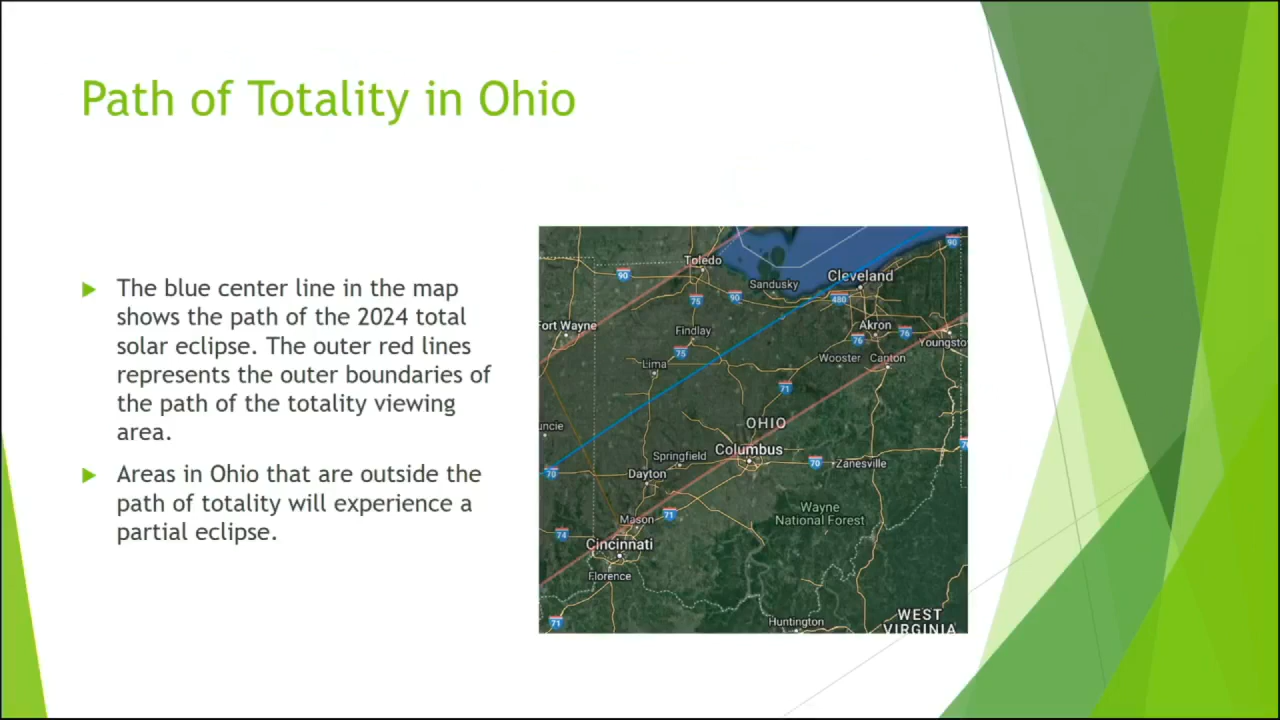 Path of Totality in Ohio
The blue center line in the map
shows the path of the 2024 total
solar eclipse. The outer red lines
represents the outer boundaries of
the path of the totality viewing
area.
Areas in Ohio that are outside the
path of totality will experience a
partial eclipse.
90
Toledo
90
Cleveland
Sandusky
75
90
480
ort Wayne
Findlay
Akron
76
76
Youngsto
75
Lima
Wooster
Canton
71
uncie
OHIO
Columbus
Springfield
70
Dayton
70
Zanesville
Wayne
National Forest
71
Mason
74
Cincinnati
Florence
71
Huntington
WEST
VIRGINIA